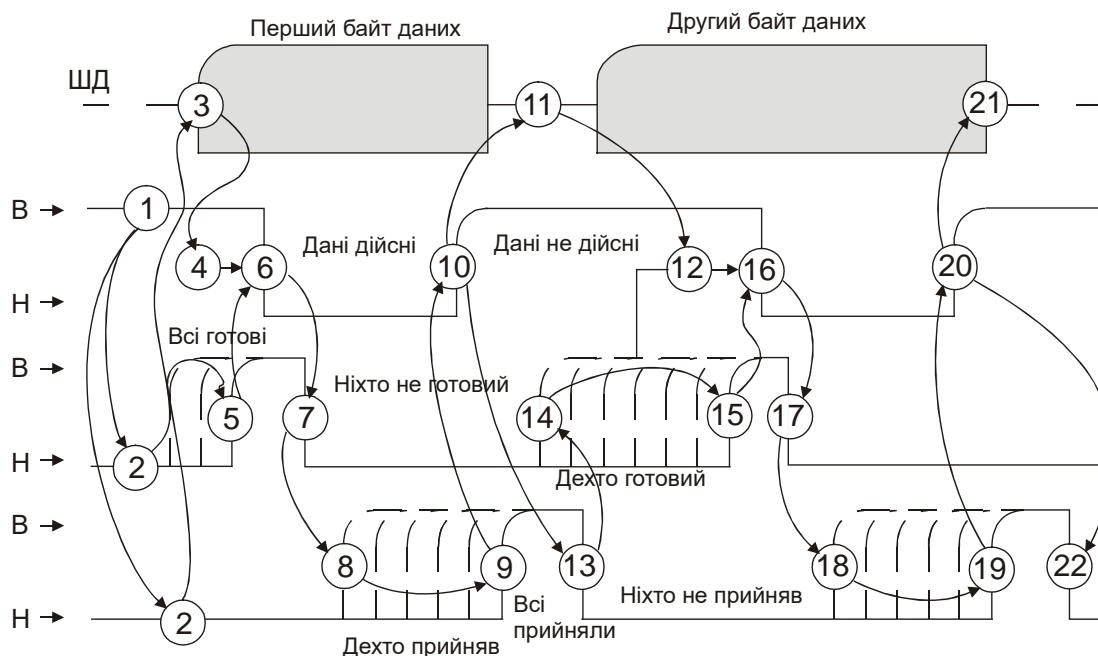 Перший байт даних
Другий байт даних
ШД
3
11
21
В
1
Дані дійсні
Дані не дійсні
4
6
10
12
16
20
Н
Всі готові
В
Ніхто не готовий
5
7
14
15
17
Н
2
Дехто готовий
В
8
9
13
18
19
22
Ніхто не прийняв
Н
2
Всі
прийняли
Дехто прийняв